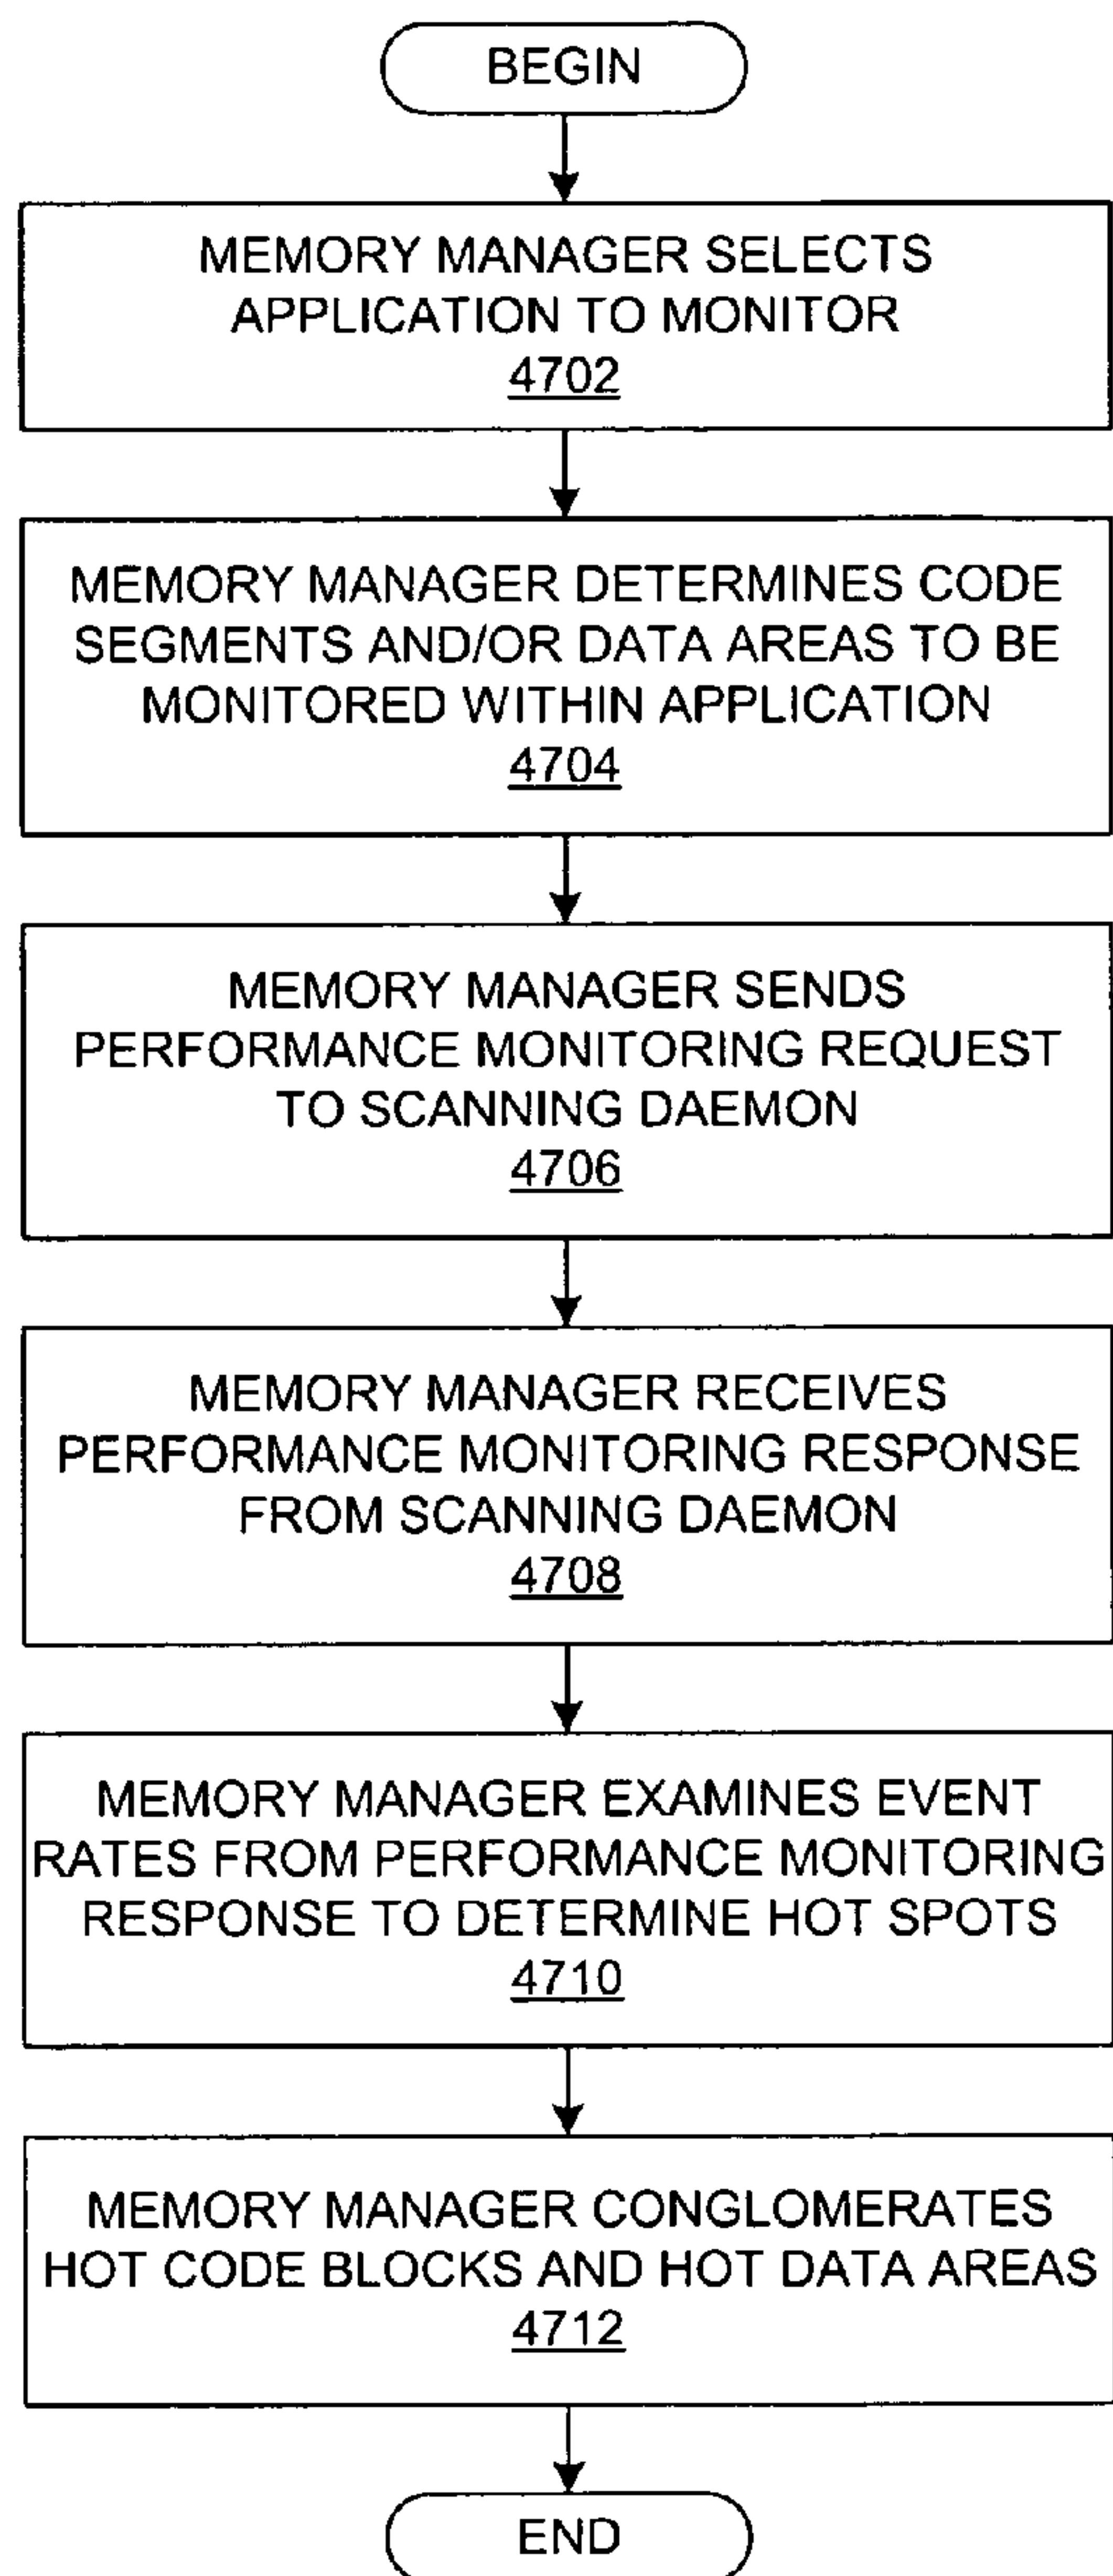 BEGIN
MEMORY MANAGER SELECTS
APPLICATION TO MONITOR
4702
MEMORY MANAGER DETERMINES CODE
SEGMENTS AND/OR DATA AREAS TO BE
MONITORED WITHIN APPLICATION
4704
MEMORY MANAGER SENDS
PERFORMANCE MONITORING REQUEST
TO SCANNING DAEMON
4706
MEMORY MANAGER RECEIVES
PERFORMANCE MONITORING RESPONSE
FROM SCANNING DAEMON
4708
MEMORY MANAGER EXAMINES EVENT
RATES FROM PERFORMANCE MONITORING
RESPONSE TO DETERMINE HOT SPOTS
4710
MEMORY MANAGER CONGLOMERATES
HOT CODE BLOCKS AND HOT DATA AREAS
4712
END